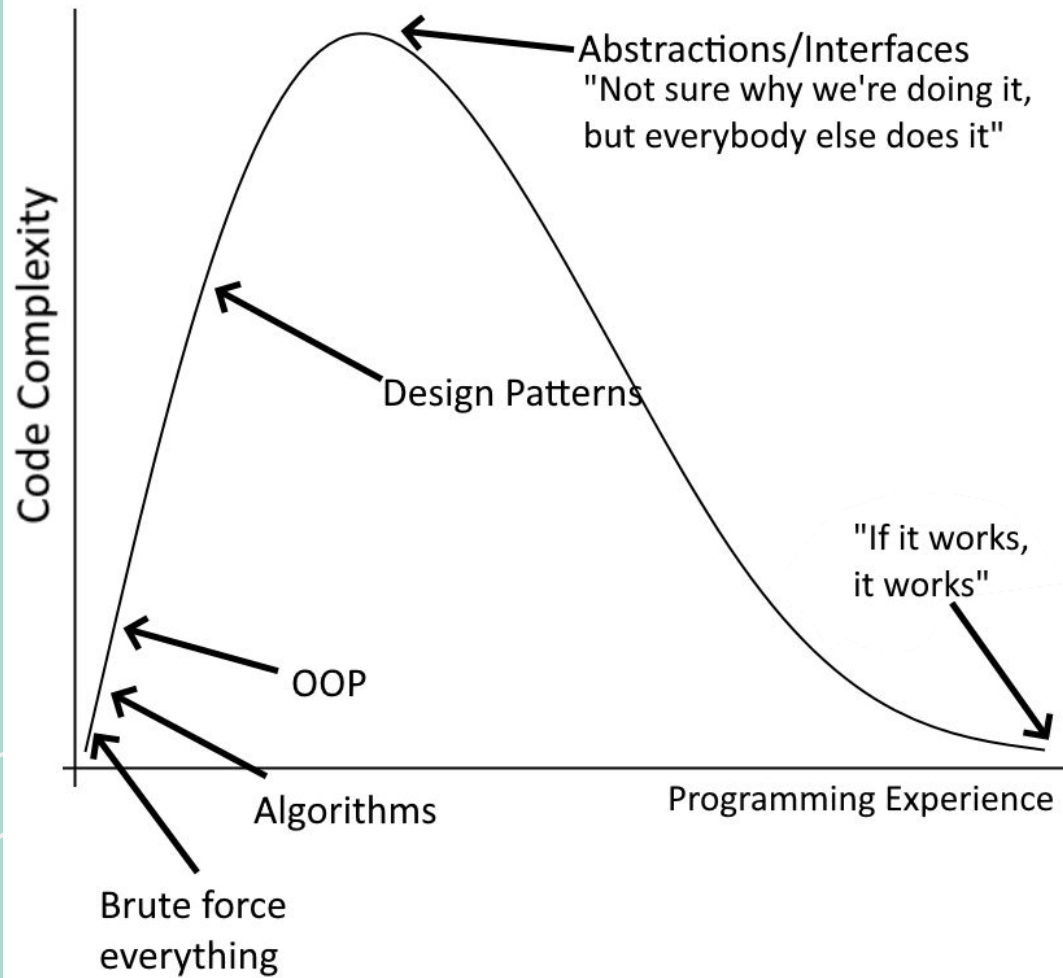 Abstractions/Interfaces
"Not sure why we're doing it,
but everybody else does it"
Code Complexity
Design Patterns
"If it works,
it works"
OOP
Algorithms
Programming Experience
Brute force
everything